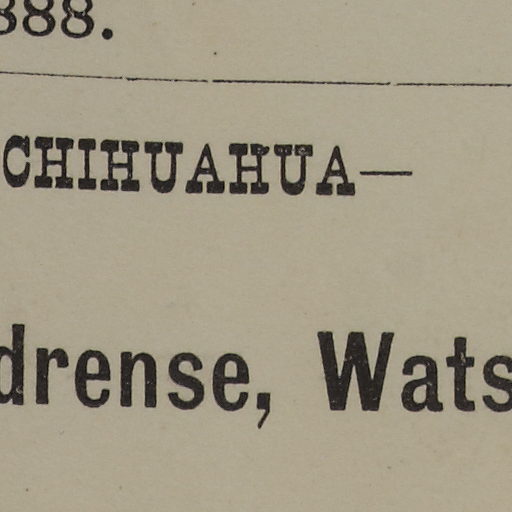 888.
CHIHUAHUA—
drense, Wats